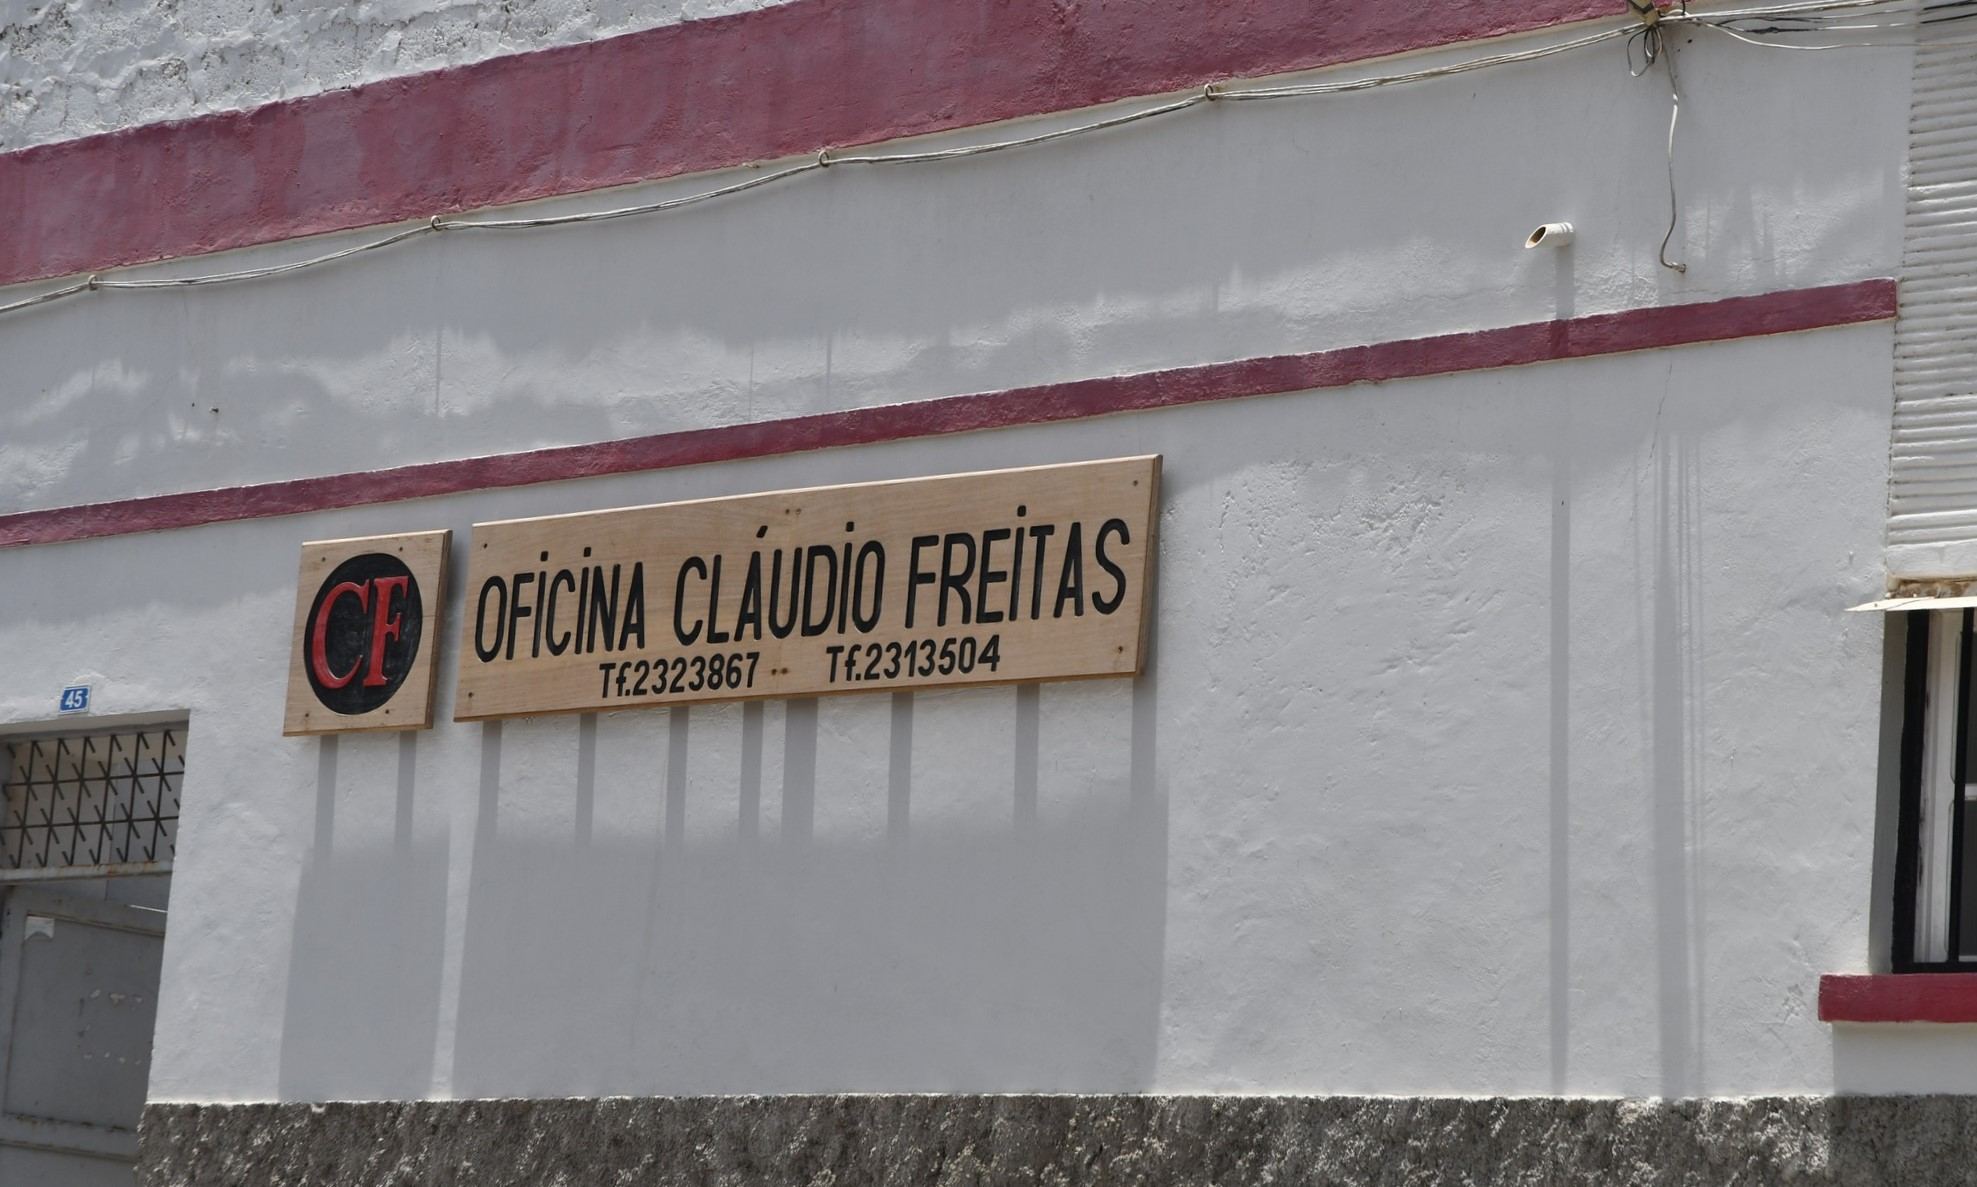 CF
OFICINA CLÁUDIO FREITAS
Tf.2323867 Tf.2313504
45